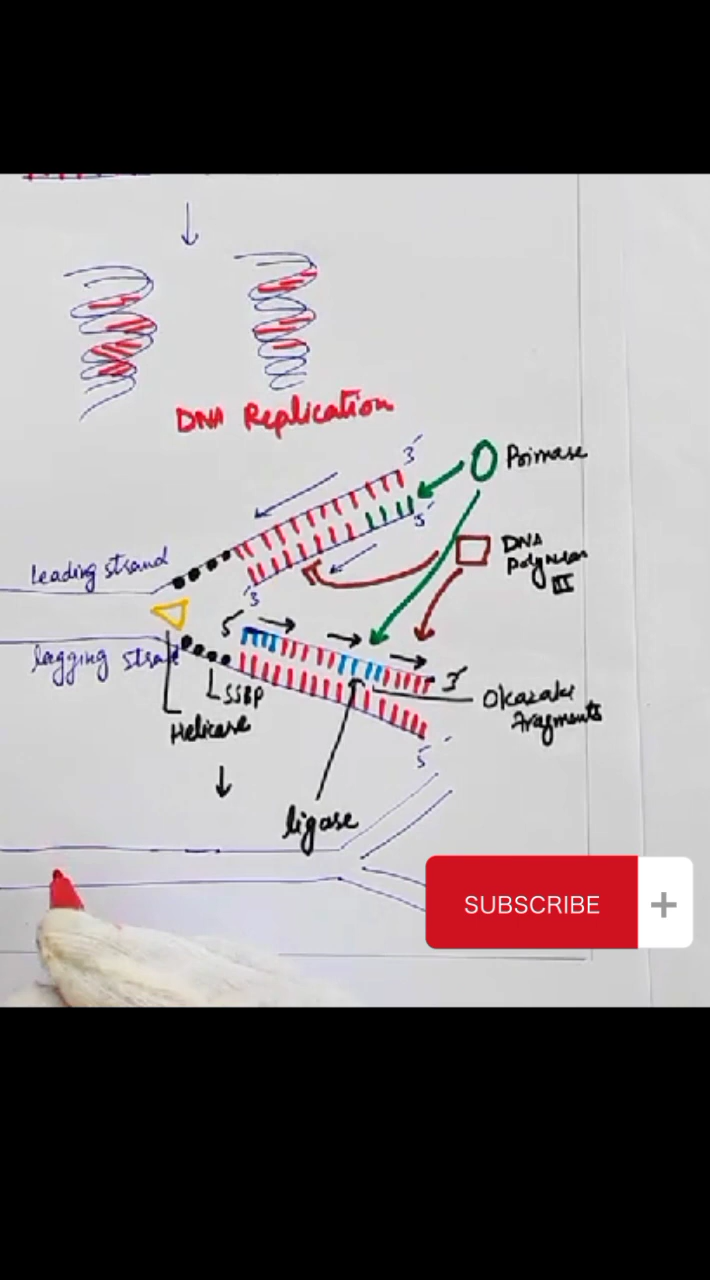 DNA Replication
3'
Primase
5'
DNA
Polymerase
III
leading strand
3'
5'
lagging strand
3'
SSBP
Okazaki
fragments
Helicase
5'
ligase
SUBSCRIBE +